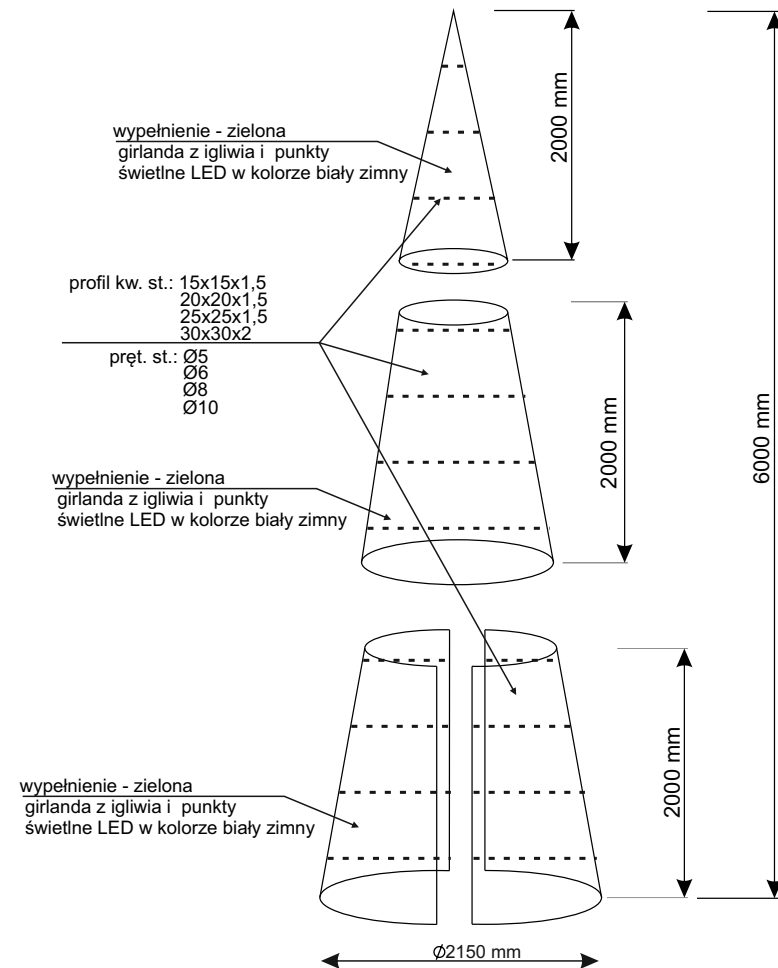 2000 mm
wypełnienie - zielona
girlanda z igliwia i punkty
świetlne LED w kolorze biały zimny
profil kw. st.: 15x15x1,5
20x20x1,5
25x25x1,5
30x30x2
pręt. st.: Ø5
Ø6
Ø8
Ø10
2000 mm
6000 mm
wypełnienie - zielona
girlanda z igliwia i punkty
świetlne LED w kolorze biały zimny
2000 mm
wypełnienie - zielona
girlanda z igliwia i punkty
świetlne LED w kolorze biały zimny
Ø2150 mm